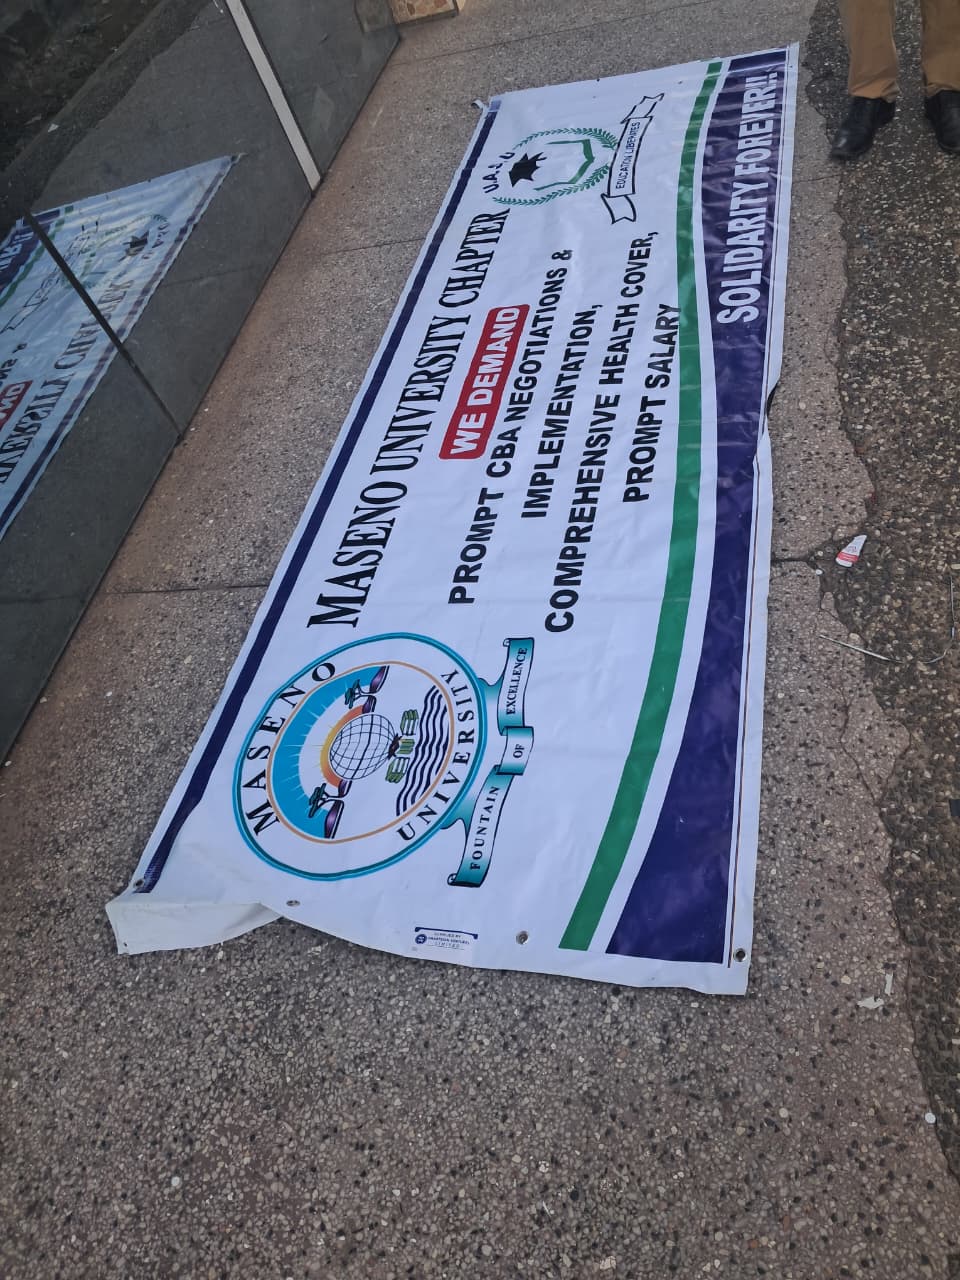 MASENO UNIVERSITY CHAPTER
WE DEMAND
PROMPT CBA NEGOTIATIONS &
IMPLEMENTATION,
COMPREHENSIVE HEALTH COVER,
PROMPT SALARY
SOLIDARITY FOREVER!!
MASENO
UNIVERSITY
FOUNTAIN OF EXCELLENCE
U.A.S.U
EDUCATION LIBERATES
LIMITED